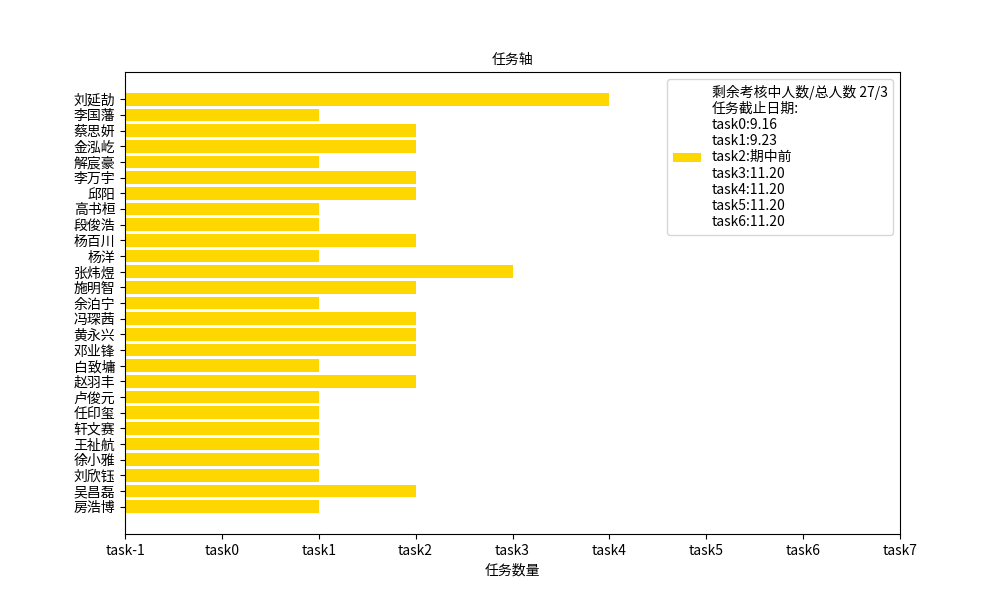 任务轴
剩余考核中人数/总人数 27/3
任务截止日期:
task0:9.16
task1:9.23
task2:期中前
task3:11.20
task4:11.20
task5:11.20
task6:11.20
刘延劼
李国藩
蔡思妍
金泓屹
解宸豪
李万宇
邱阳
高书桓
段俊浩
杨百川
杨洋
张炜煜
施明智
余泊宁
冯琛茜
黄永兴
邓业锋
白致墉
赵羽丰
卢俊元
任印玺
轩文赛
王祉航
徐小雅
刘欣钰
吴昌磊
房浩博
task-1 task0 task1 task2 task3 task4 task5 task6 task7
任务数量